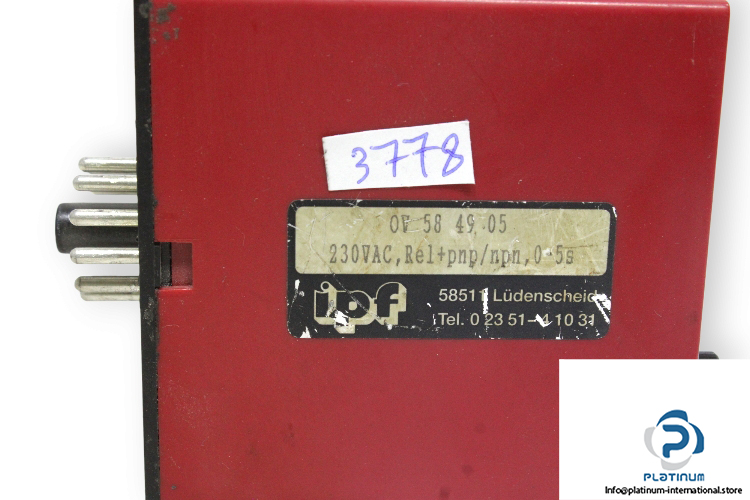 3778
OV 58 49 05
230VAC,Rel+pnp/npn,0-5s
ipf
58511 Lüdenscheid
Tel. 0 23 51-4 10 31
PLATINUM
Info@platinum-international.store